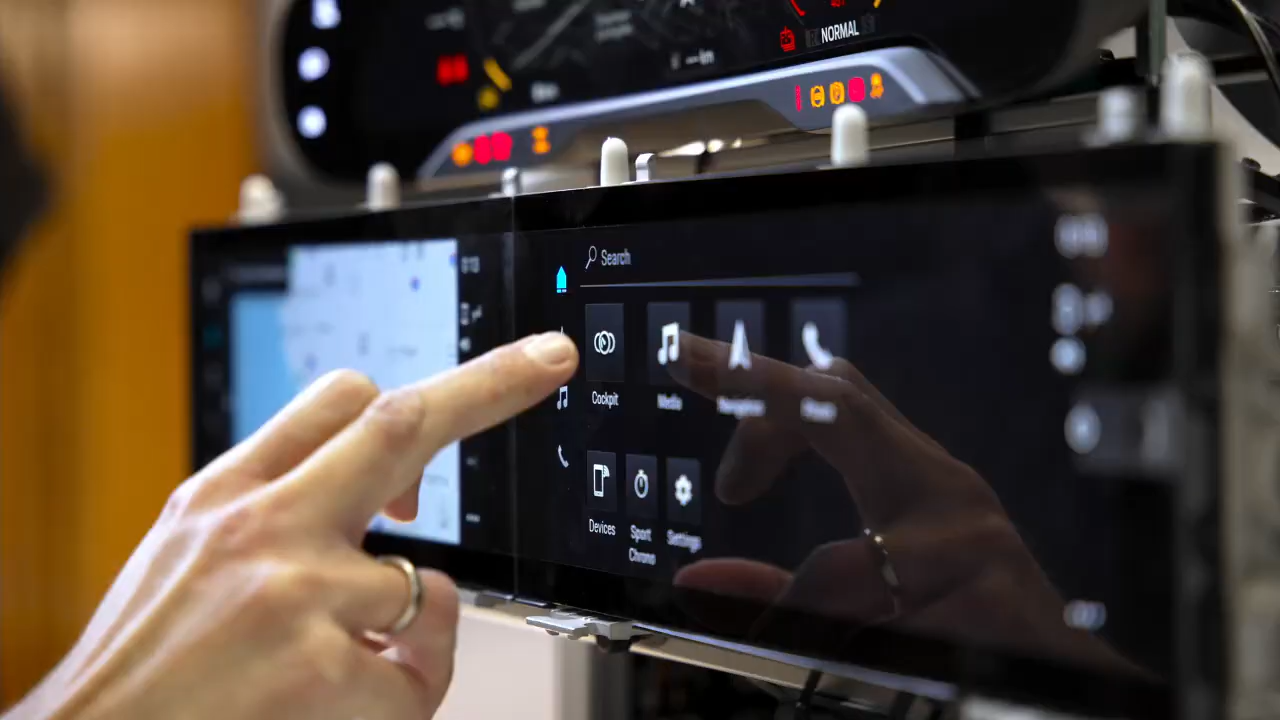 NORMAL
Search
Cockpit
Media
Navigation
Phone
Devices
Sport
Chrono
Settings